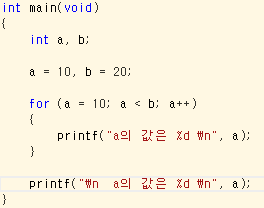 int main(void)
{
int a, b;
a = 10, b = 20;
for (a = 10; a < b; a++)
{
printf("a의 값은 %d ₩n", a);
}
printf("₩n  a의 값은 %d ₩n", a);
}